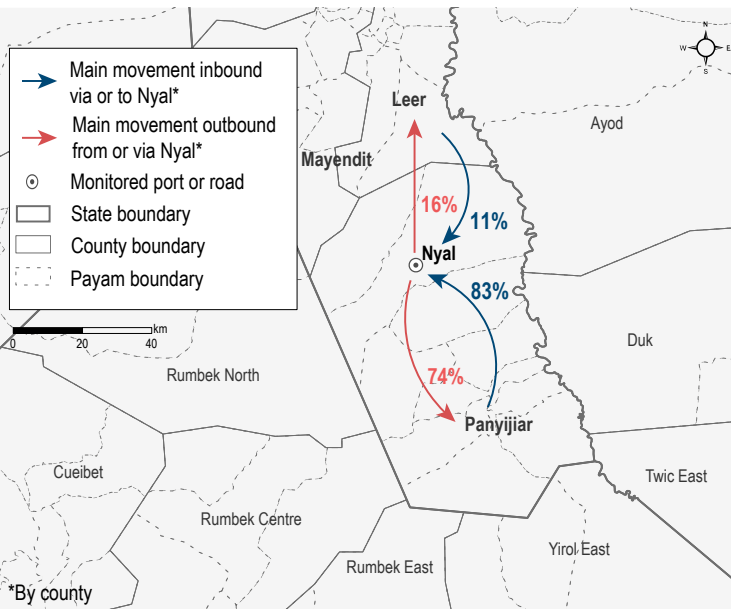 Main movement inbound
via or to Nyal*
Main movement outbound
from or via Nyal*
Monitored port or road
State boundary
County boundary
Payam boundary
km
0 20 40
N
W E
S
Leer
Ayod
Mayendit
16%
11%
Nyal
83%
Duk
Rumbek North
74%
Panyijiar
Cueibet
Twic East
Rumbek Centre
Yirol East
Rumbek East
*By county